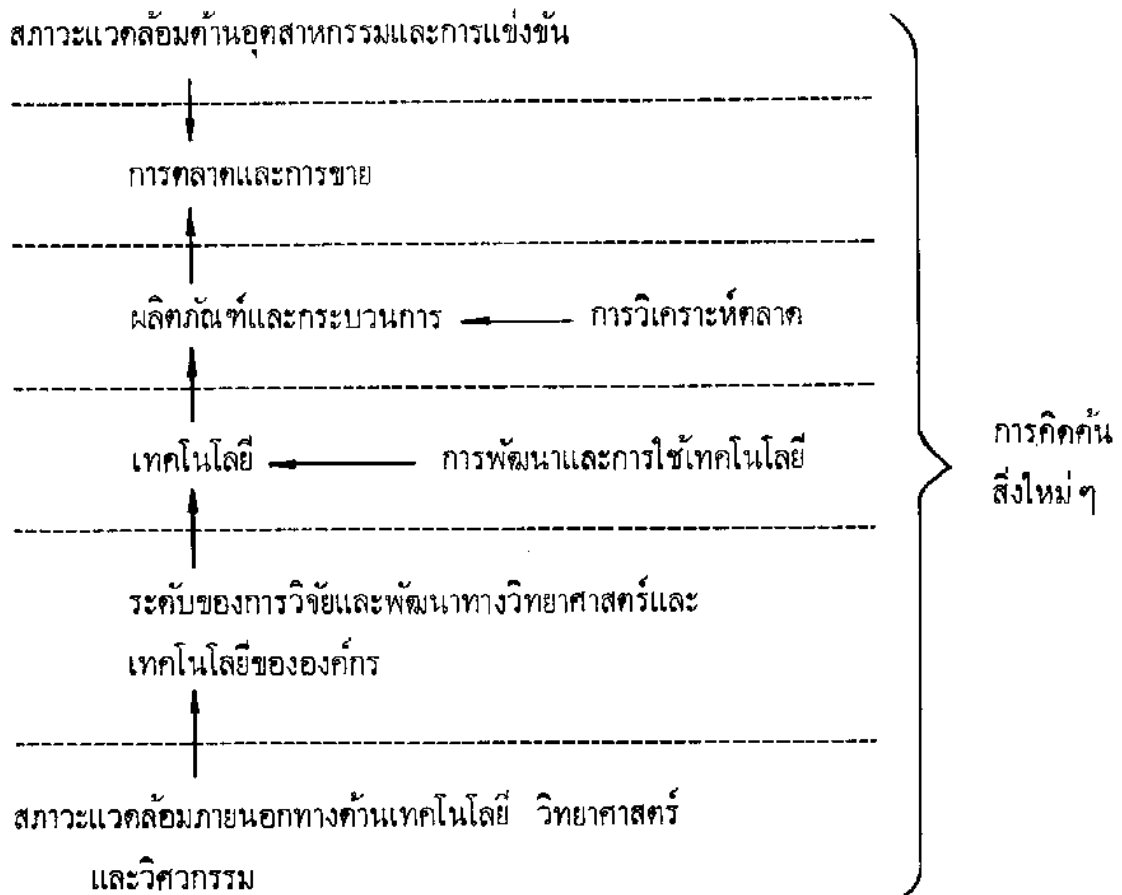 สภาวะแวดล้อมด้านอุตสาหกรรมและการแข่งขัน
การตลาดและการขาย
ผลิตภัณฑ์และกระบวนการ
การวิเคราะห์ตลาด
เทคโนโลยี
การพัฒนาและการใช้เทคโนโลยี
การคิดค้น
สิ่งใหม่ ๆ
ระดับของการวิจัยและพัฒนาทางวิทยาศาสตร์และ
เทคโนโลยีขององค์กร
สภาวะแวดล้อมภายนอกทางด้านเทคโนโลยี วิทยาศาสตร์
และวิศวกรรม